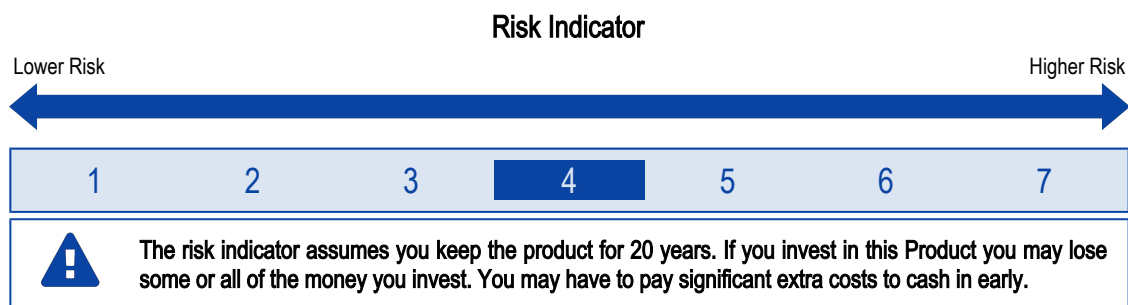 Risk Indicator
Lower Risk Higher Risk
1 2 3 4 5 6 7
The risk indicator assumes you keep the product for 20 years. If you invest in this Product you may lose
some or all of the money you invest. You may have to pay significant extra costs to cash in early.